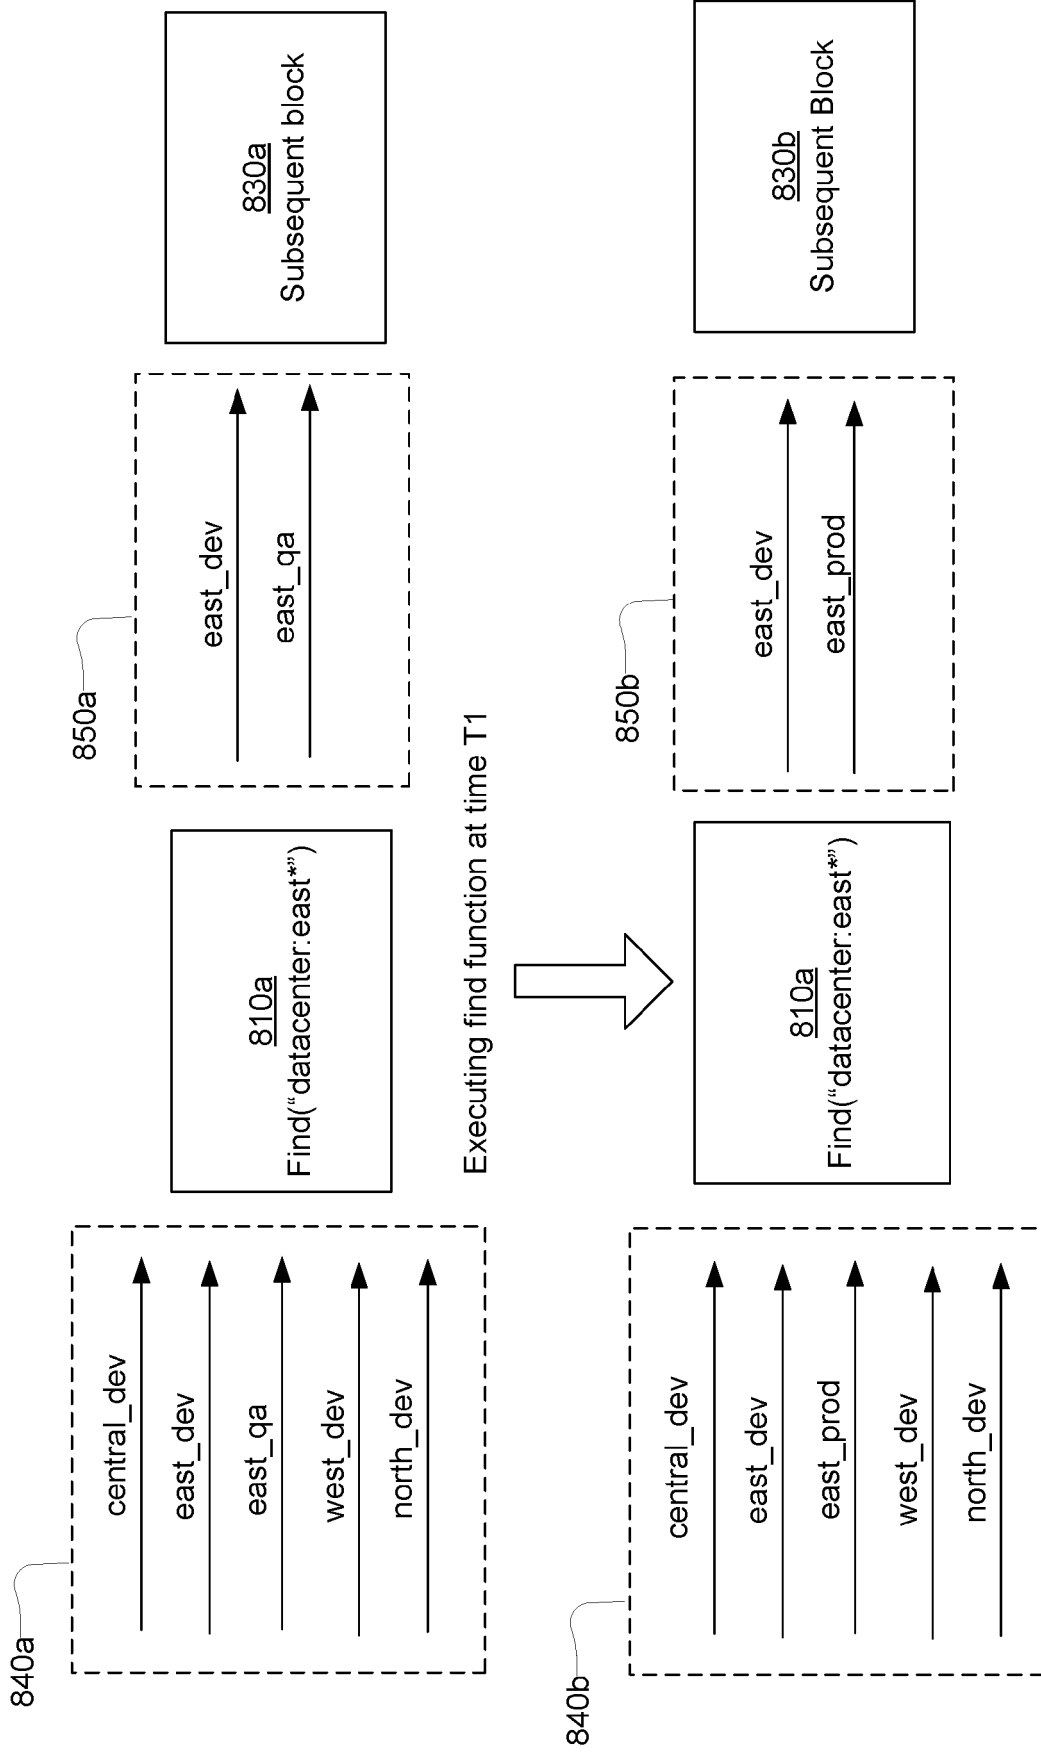 840a
central_dev
east_dev
east_qa
west_dev
north_dev
810a
Find(“datacenter:east*”)
850a
east_dev
east_qa
830a
Subsequent block
Executing find function at time T1
840b
central_dev
east_dev
east_prod
west_dev
north_dev
810a
Find(“datacenter:east*”)
850b
east_dev
east_prod
830b
Subsequent Block